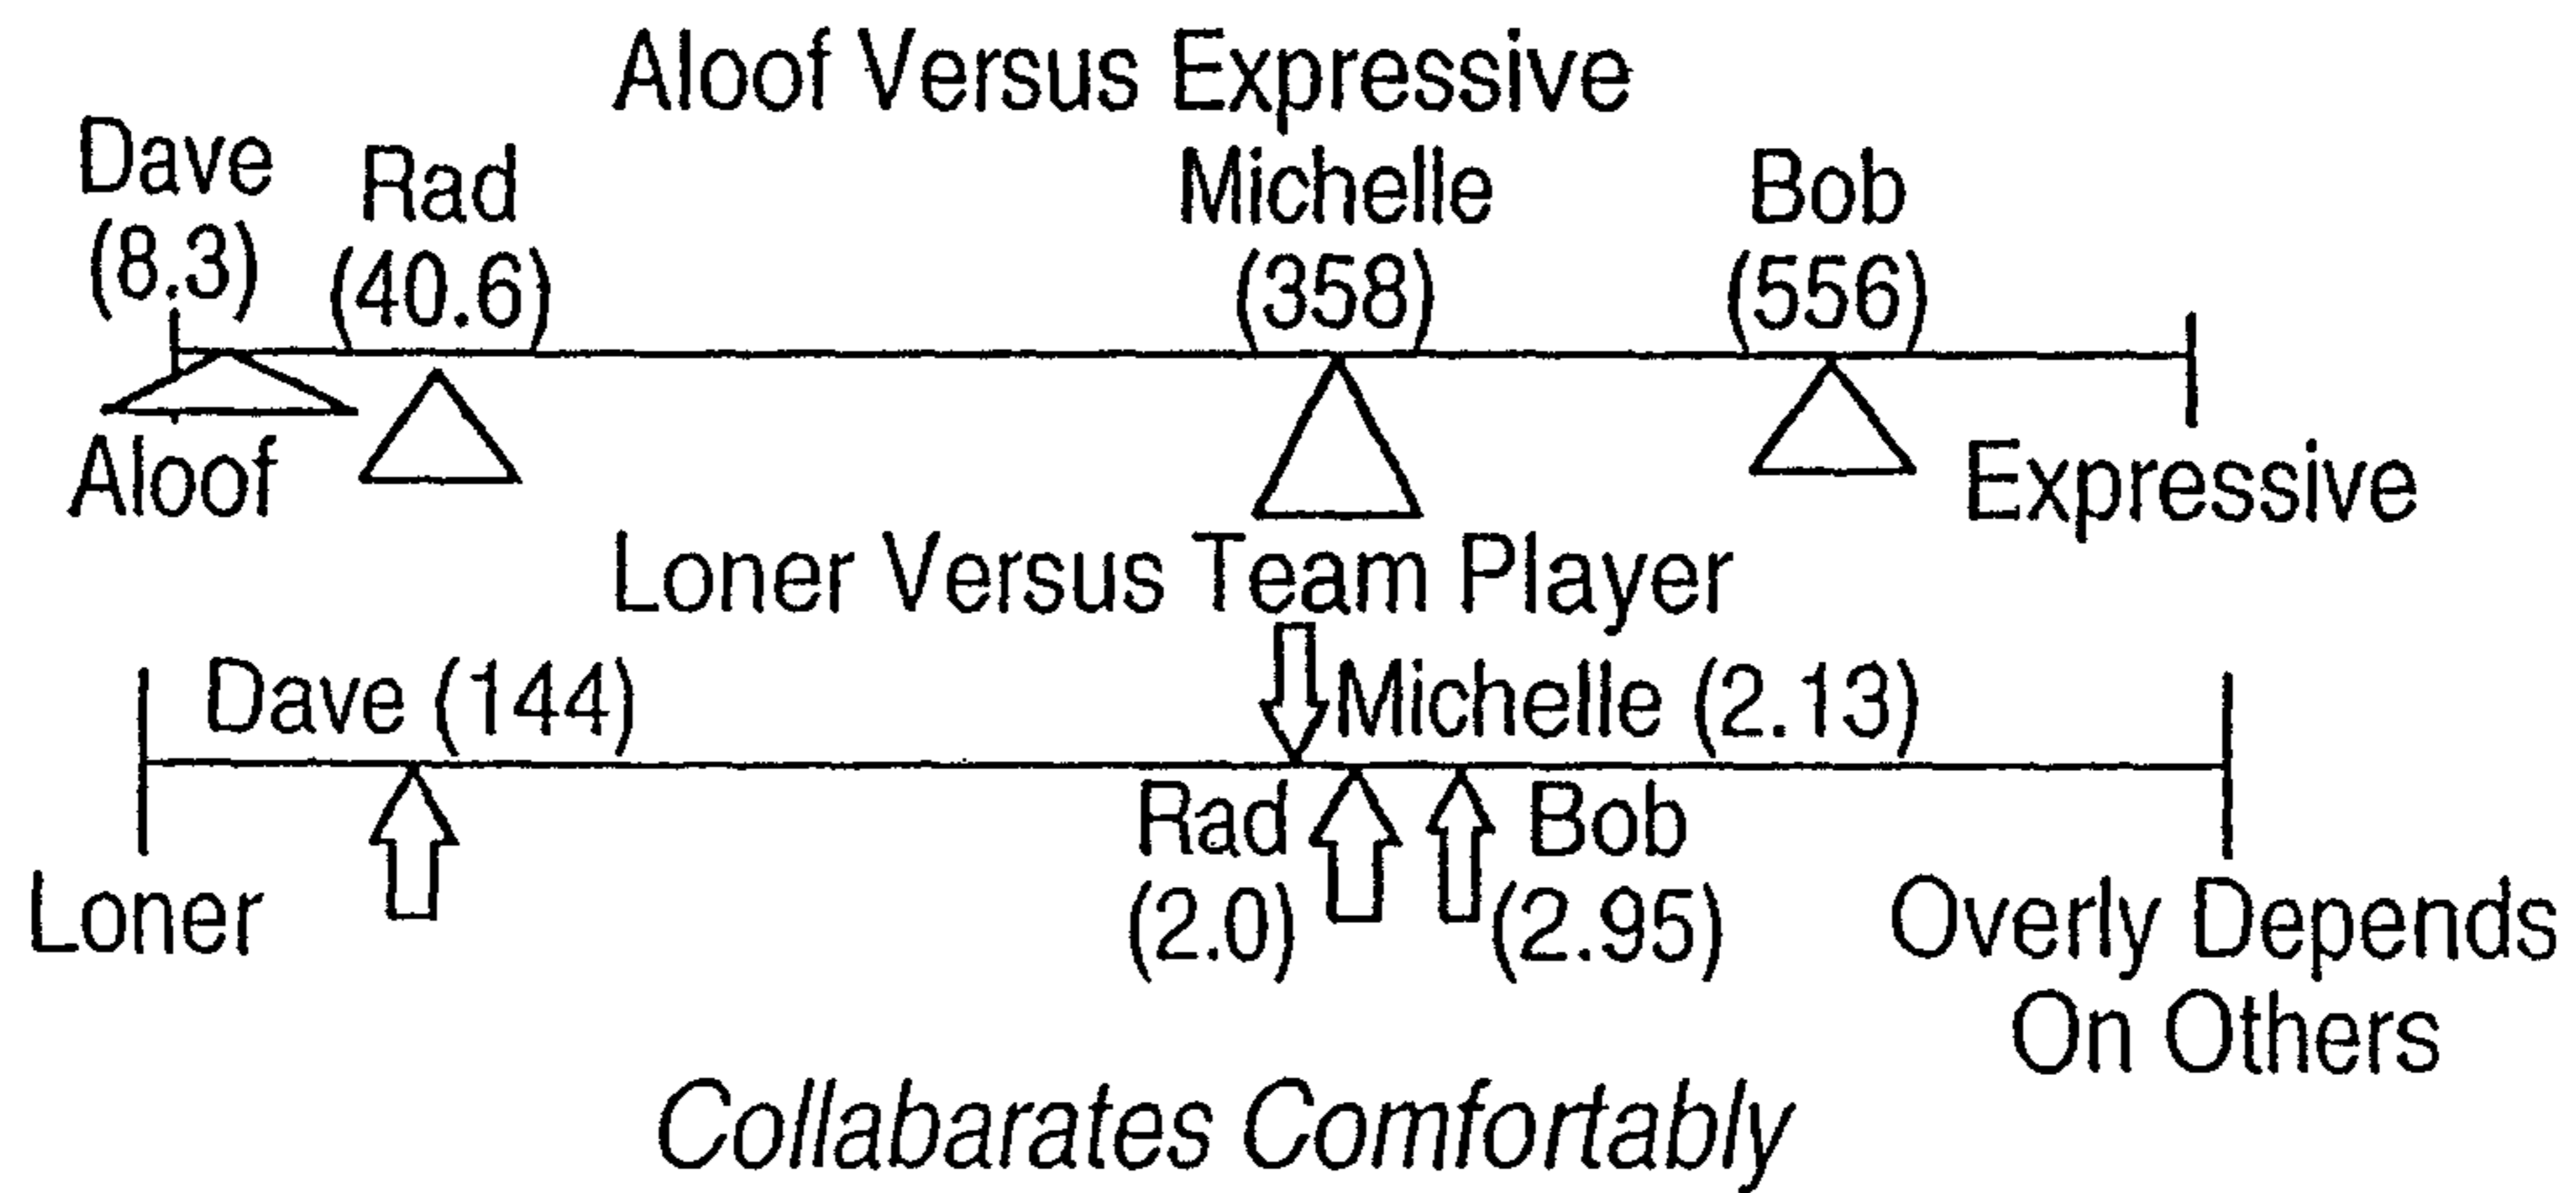 Aloof Versus Expressive
Dave
(8.3)
Rad
(40.6)
Michelle
(358)
Bob
(556)
Aloof
Expressive
Loner Versus Team Player
Dave (144)
Michelle (2.13)
Rad
(2.0)
Bob
(2.95)
Loner
Overly Depends
On Others
Collabarates Comfortably